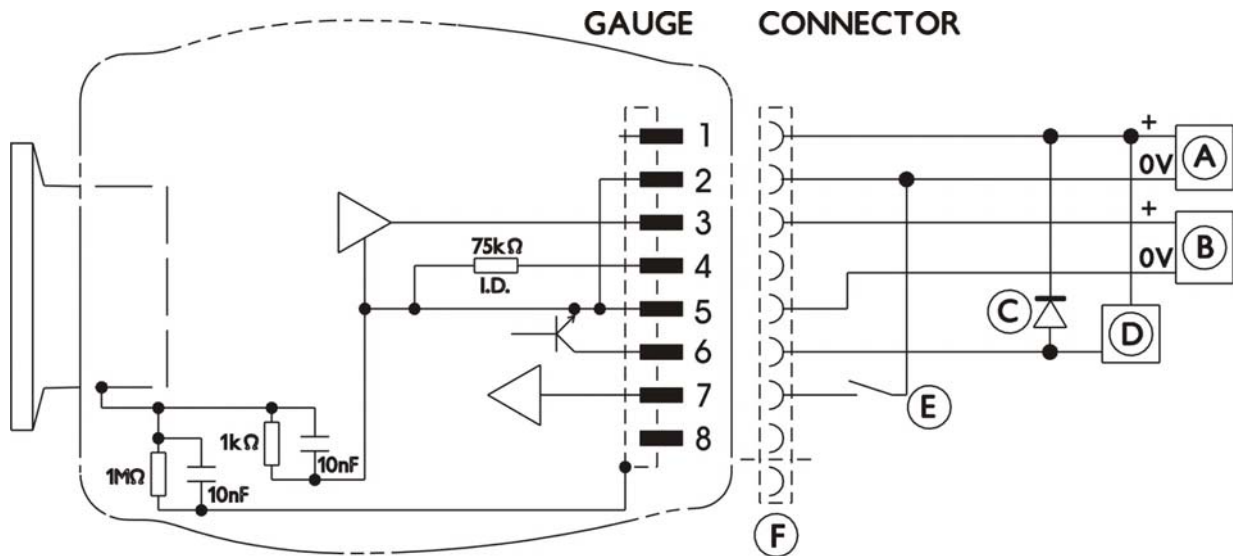 GAUGE CONNECTOR
1
+
A
2
0V
3
+
B
75kΩ
4
0V
I.D.
5
C
D
6
7
E
1kΩ
8
10nF
1MΩ
10nF
F